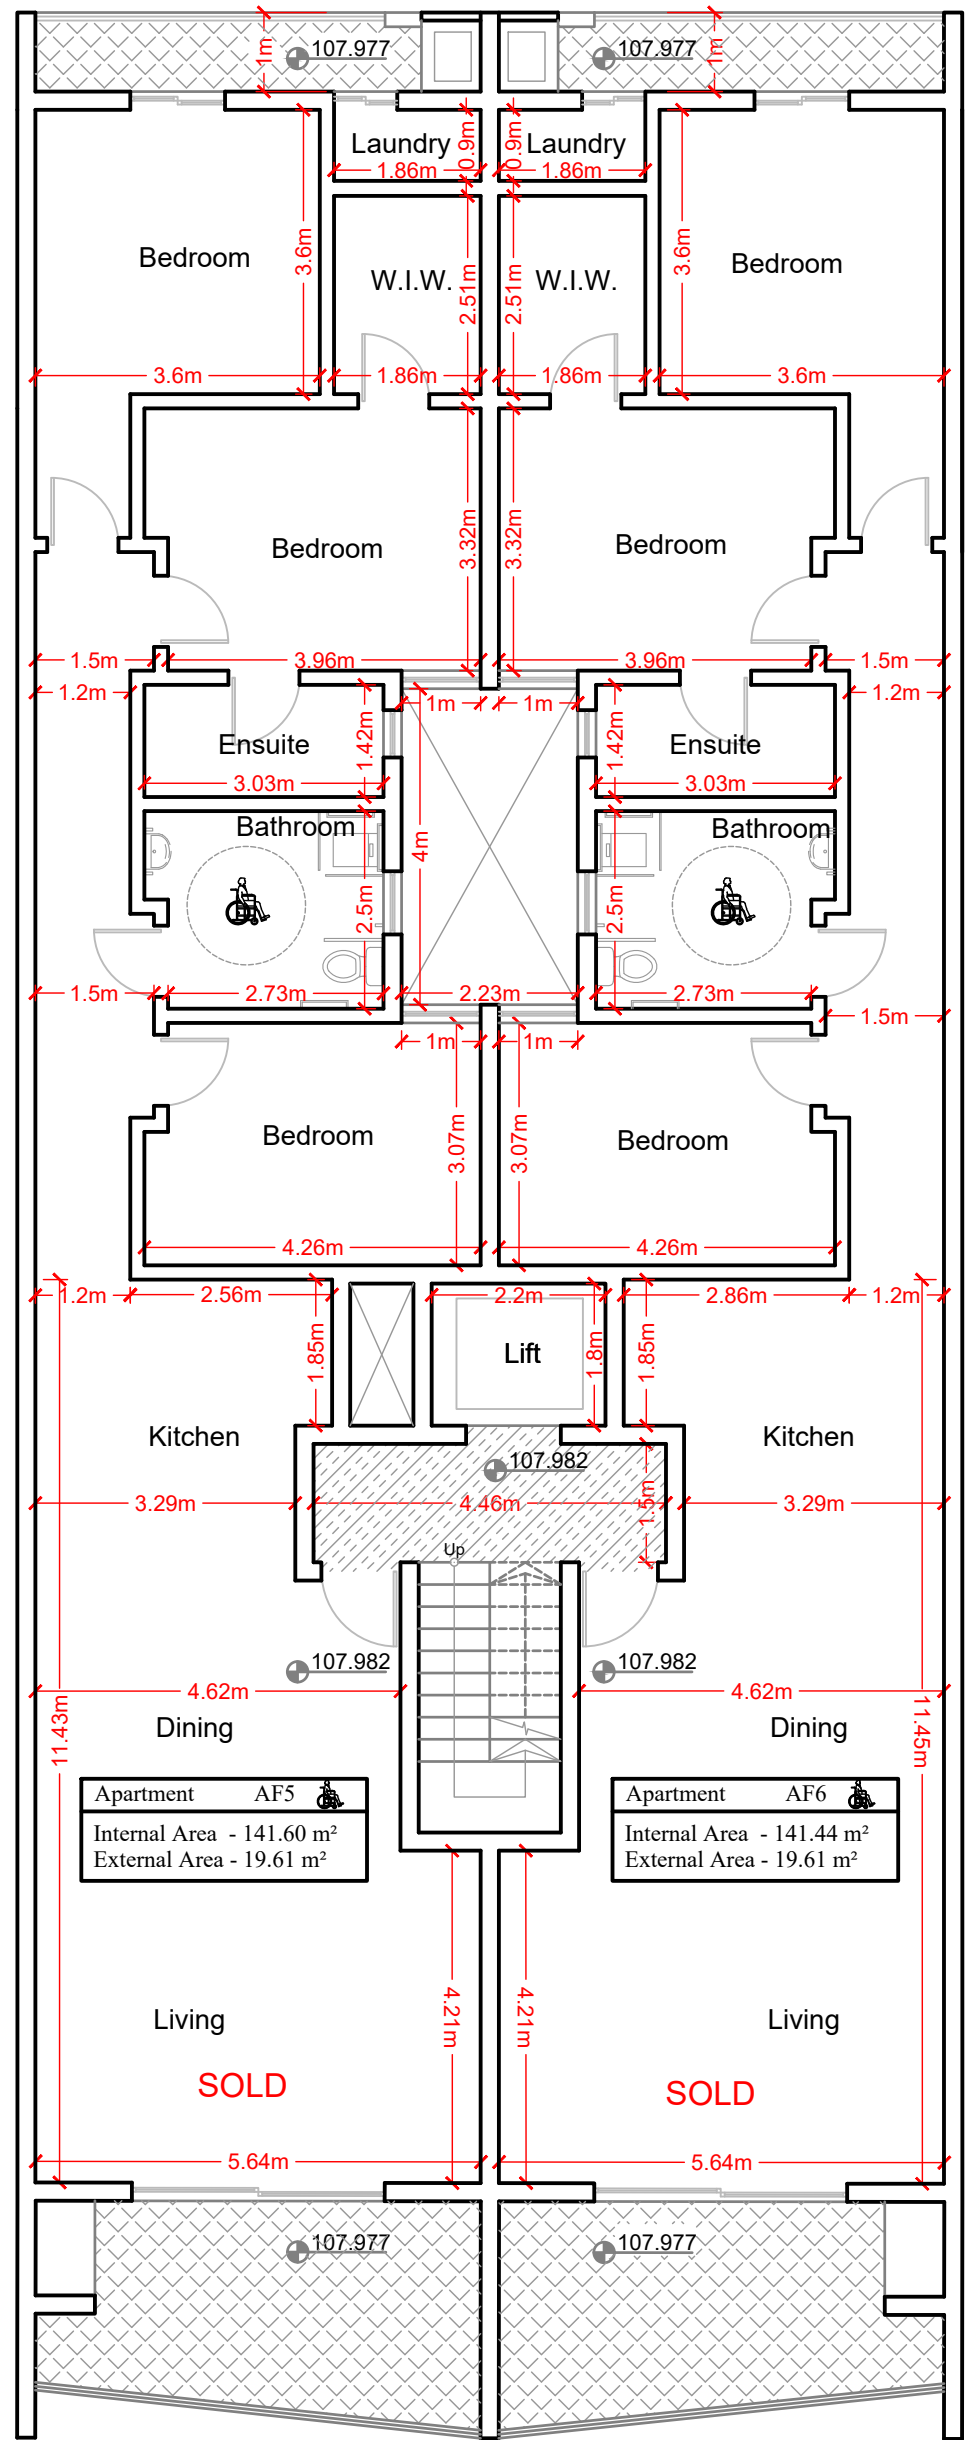 1m
107.977
107.977
1m
Laundry
0.9m
0.9m
Laundry
1.86m
1.86m
Bedroom
3.6m
W.I.W.
2.51m
2.51m
W.I.W.
3.6m
Bedroom
3.6m
1.86m
1.86m
3.6m
Bedroom
3.32m
3.32m
Bedroom
1.5m
3.96m
3.96m
1.5m
1.2m
1m
1m
1.2m
Ensuite
1.42m
1.42m
Ensuite
3.03m
3.03m
Bathroom
4m
Bathroom
2.5m
2.5m
1.5m
2.73m
2.23m
2.73m
1.5m
1m
1m
Bedroom
3.07m
3.07m
Bedroom
4.26m
4.26m
1.2m
2.56m
2.2m
2.86m
1.2m
1.85m
Lift
1.8m
1.85m
Kitchen
Kitchen
107.982
3.29m
4.46m
1.5m
3.29m
Up
107.982
107.982
4.62m
4.62m
11.43m
Dining
Dining
11.45m
Apartment AF5
Internal Area - 141.60 m²
External Area - 19.61 m²
Apartment AF6
Internal Area - 141.44 m²
External Area - 19.61 m²
4.21m
4.21m
Living
Living
SOLD
SOLD
5.64m
5.64m
107.977
107.977